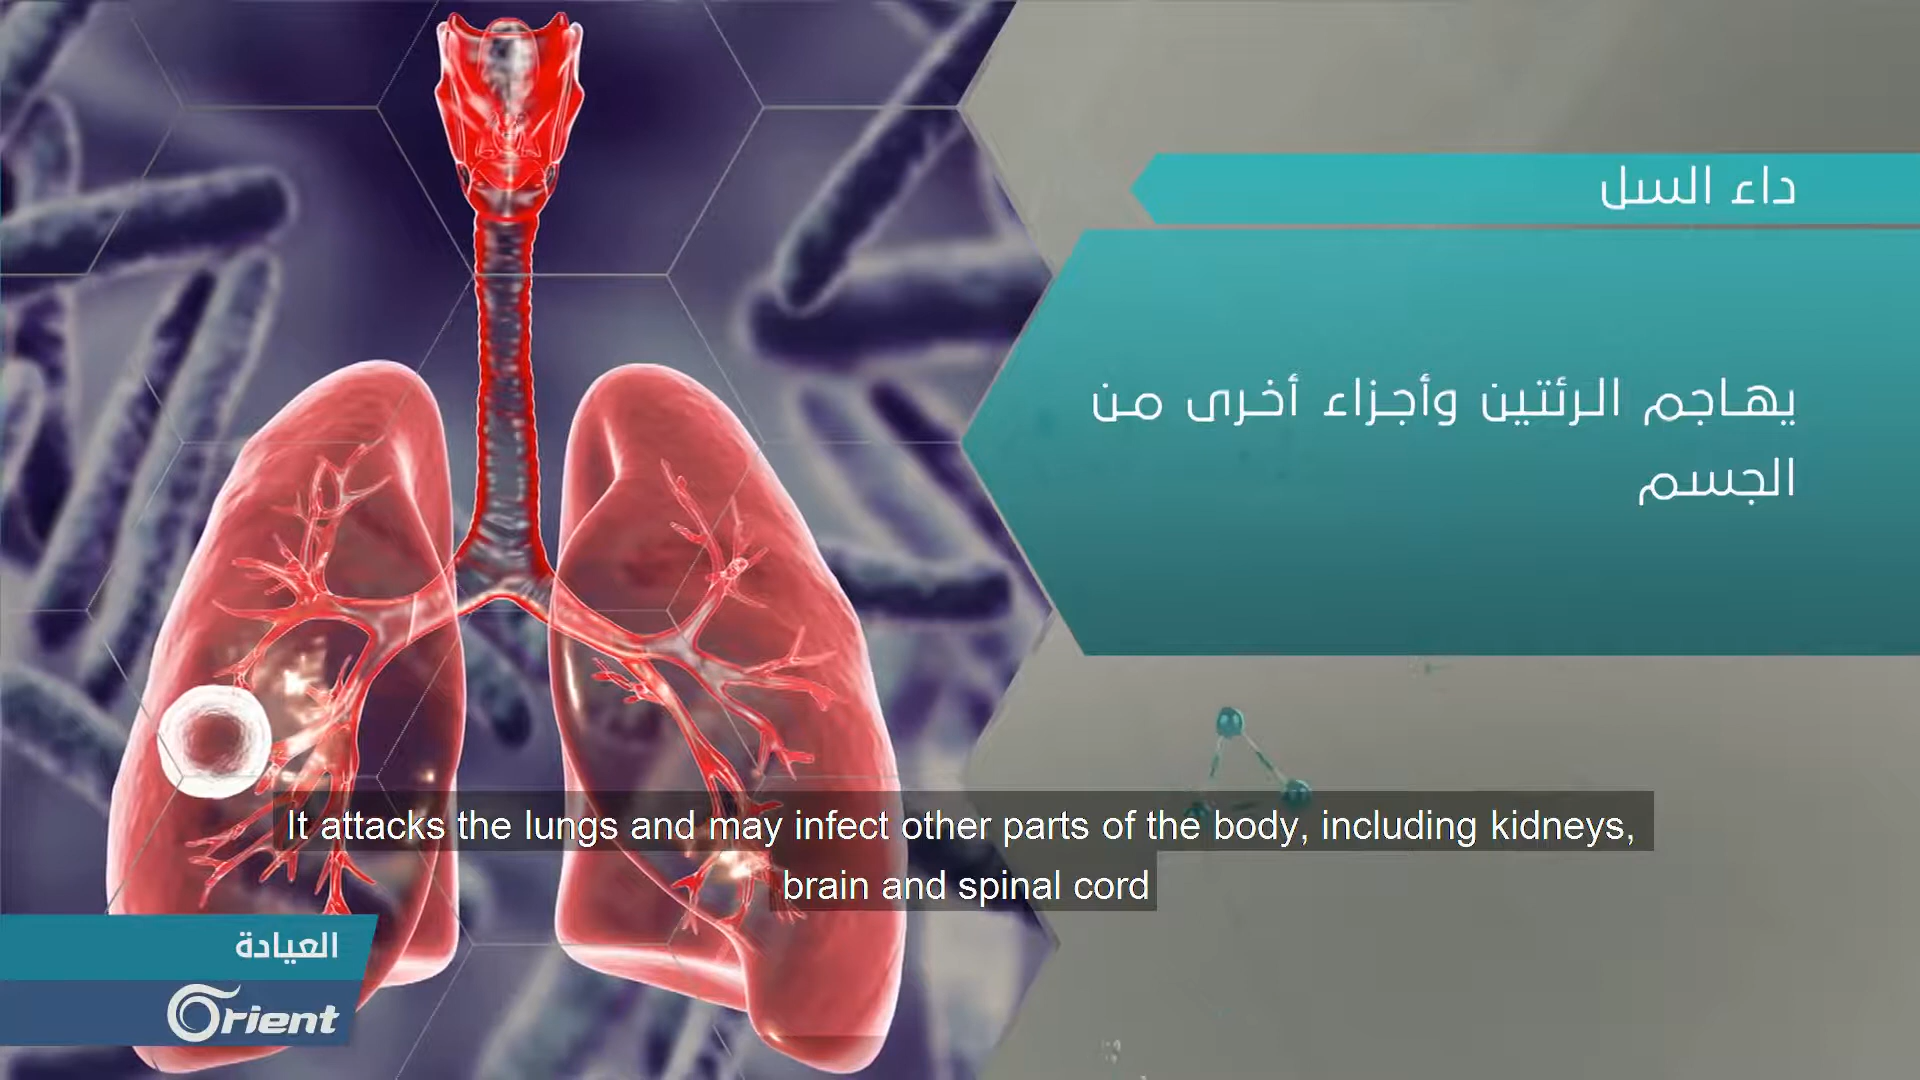 داء السل
يهاجم الرئتين وأجزاء أخرى من
الجسم
It attacks the lungs and may infect other parts of the body, including kidneys,
brain and spinal cord
العيادة
Orient